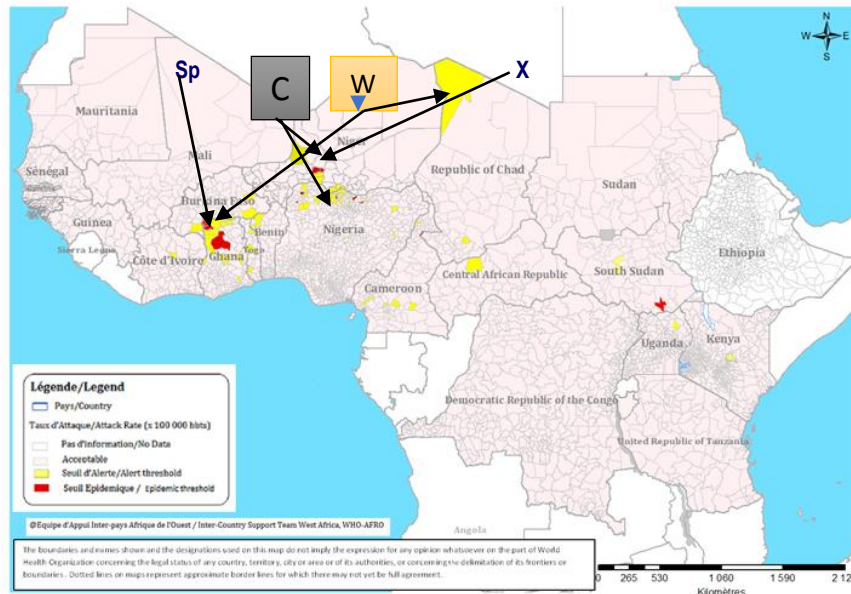 N
W E
S
Sp
C
W
X
Mauritania
Mali
Niger
Republic of Chad
Sudan
Sénégal
Burkina Faso
Guinea
Benin
Nigeria
Ethiopia
Sierra Leone
Côte d'Ivoire
Ghana
Togo
Central African Republic
South Sudan
Cameroon
Uganda
Kenya
Democratic Republic of the Congo
United Republic of Tanzania
Angola
Légende/Legend
Pays/Country
Taux d'Attaque/Attack Rate (x 100 000 hbts)
Pas d'information/No Data
Acceptable
Seuil d'Alerte/Alert threshold
Seuil Epidemique / Epidemic threshold
@Equipe d'Appui Inter-pays Afrique de l'Ouest / Inter-Country Support Team West Africa, WHO-AFRO
The boundaries and names shown and the designations used on this map do not imply the expression for any opinion whatsoever on the part of World
Health Organization concerning the legal status of any country, territory, city or area or of its authorities, or concerning the delimitation of its frontiers or
boundaries . Dotted lines on maps represent approximate border lines for which there may not yet be full agreement.
0 265 530 1 060 1 590 2 12
Kilomètres